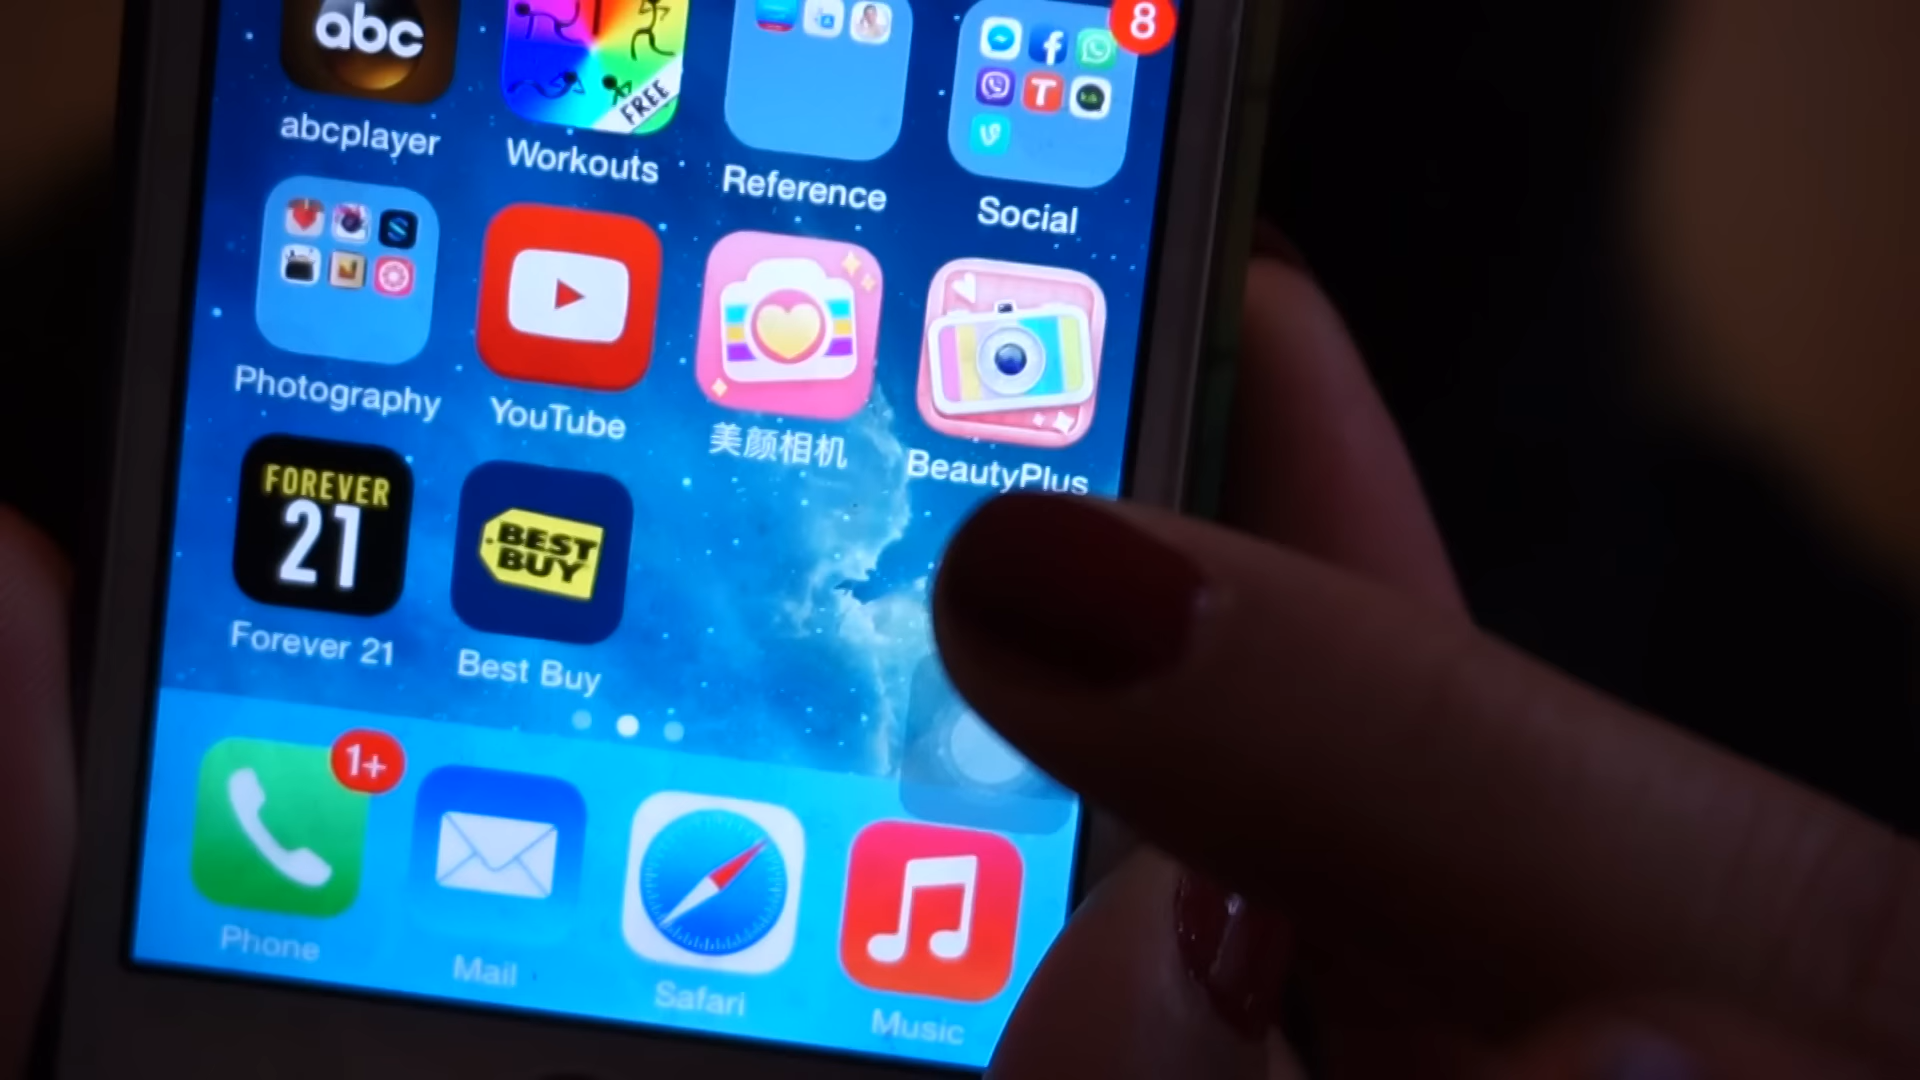 abc
FREE
8
abcplayer
Workouts
Reference
Social
Photography
YouTube
美颜相机
BeautyPlus
FOREVER
21
BEST
BUY
Forever 21
Best Buy
1+
Phone
Mail
Safari
Music